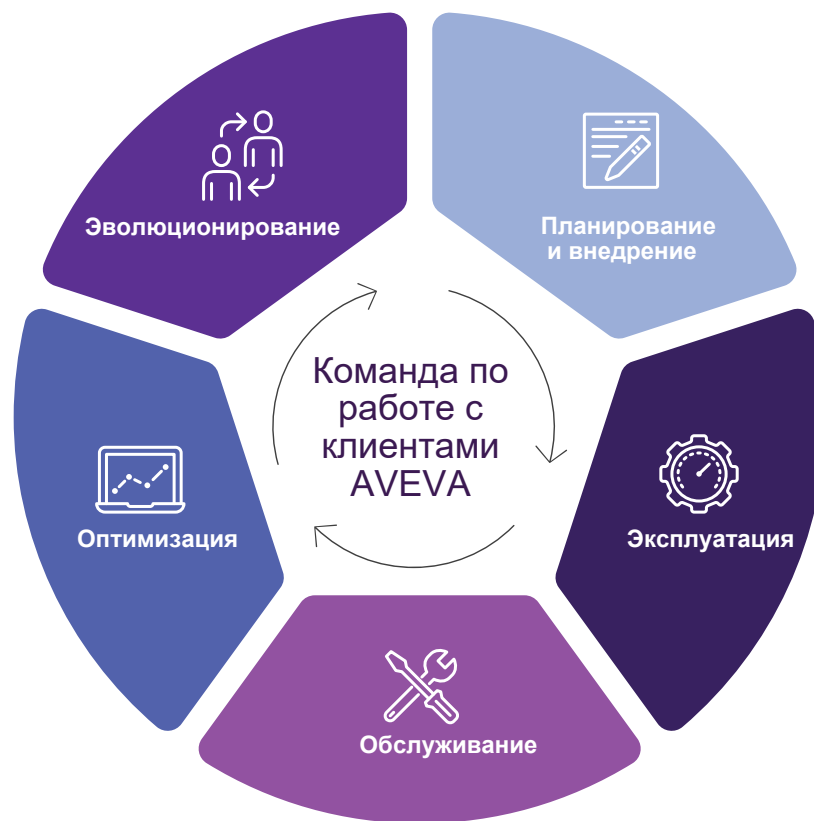 Эволюционирование
Планирование
и внедрение
Команда по
работе с
клиентами
AVEVA
Оптимизация
Эксплуатация
Обслуживание